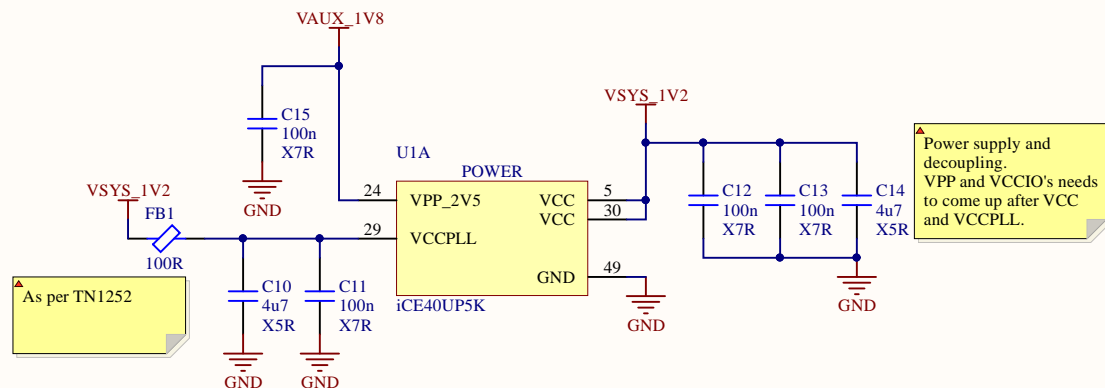 VAUX_1V8
C15
100n
X7R
GND
U1A
POWER
24
VPP_2V5
29
VCCPLL
VCC
5
VCC
30
GND
49
iCE40UP5K
GND
VSYS_1V2
FB1
100R
C10
4u7
X5R
GND
C11
100n
X7R
GND
As per TN1252
VSYS_1V2
C12
100n
X7R
C13
100n
X7R
C14
4u7
X5R
GND
Power supply and
decoupling.
VPP and VCCIO's needs
to come up after VCC
and VCCPLL.